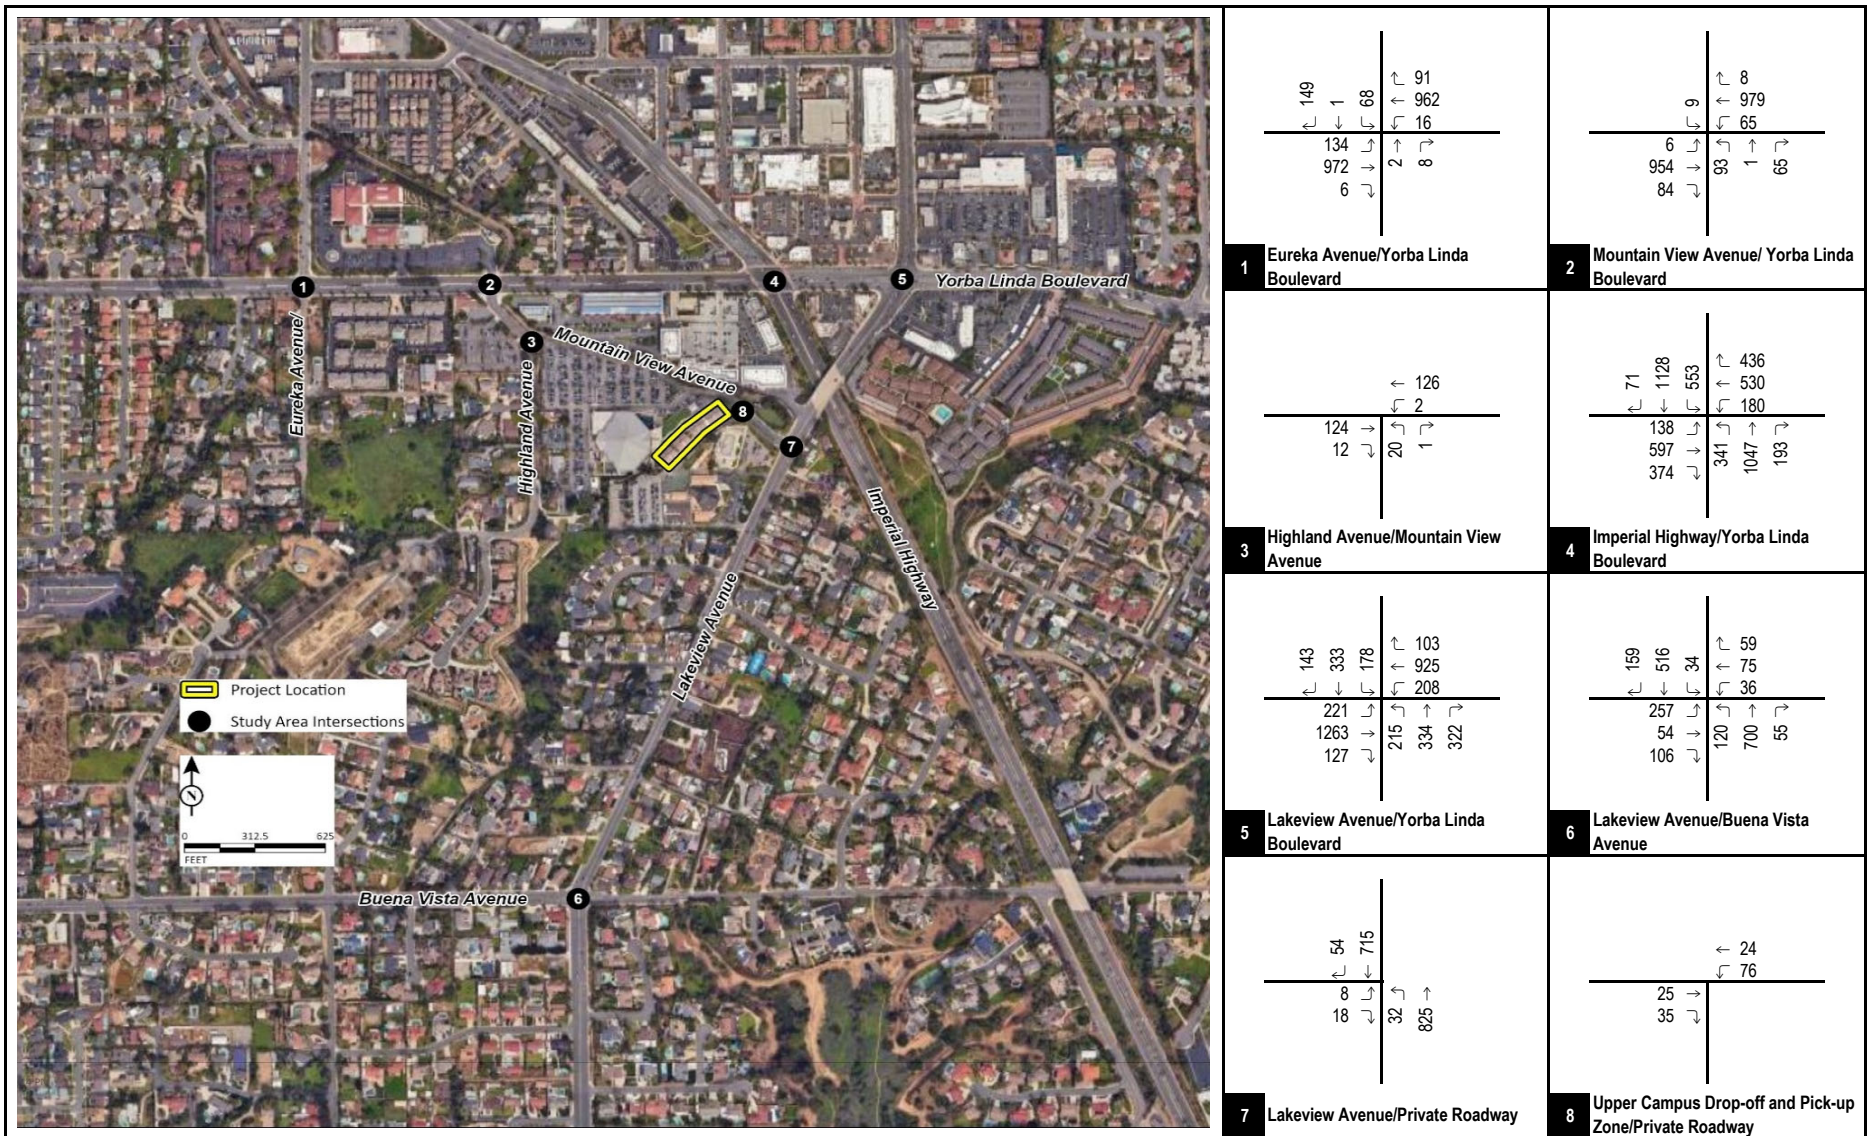 1
2
4
5
Yorba Linda Boulevard
3
Mountain View Avenue
Eureka Avenue/
Highland Avenue
8
7
Imperial Highway
Lakeview Avenue
Project Location
Study Area Intersections
N
0 312.5 625
FEET
Buena Vista Avenue
6
149 1 68
91
962
16
134
972
6
2 8
1 Eureka Avenue/Yorba Linda
Boulevard
9
8
979
65
6
954
84
93 1 65
2 Mountain View Avenue/ Yorba Linda
Boulevard
126
2
124
12
20 1
3 Highland Avenue/Mountain View
Avenue
71 1128 553
436
530
180
138
597
374
341 1047 193
4 Imperial Highway/Yorba Linda
Boulevard
143 333 178
103
925
208
221
1263
127
215 334 322
5 Lakeview Avenue/Yorba Linda
Boulevard
159 516 34
59
75
36
257
54
106
120 700 55
6 Lakeview Avenue/Buena Vista
Avenue
54 715
8
18
32 825
7 Lakeview Avenue/Private Roadway
24
76
25
35
8 Upper Campus Drop-off and Pick-up
Zone/Private Roadway